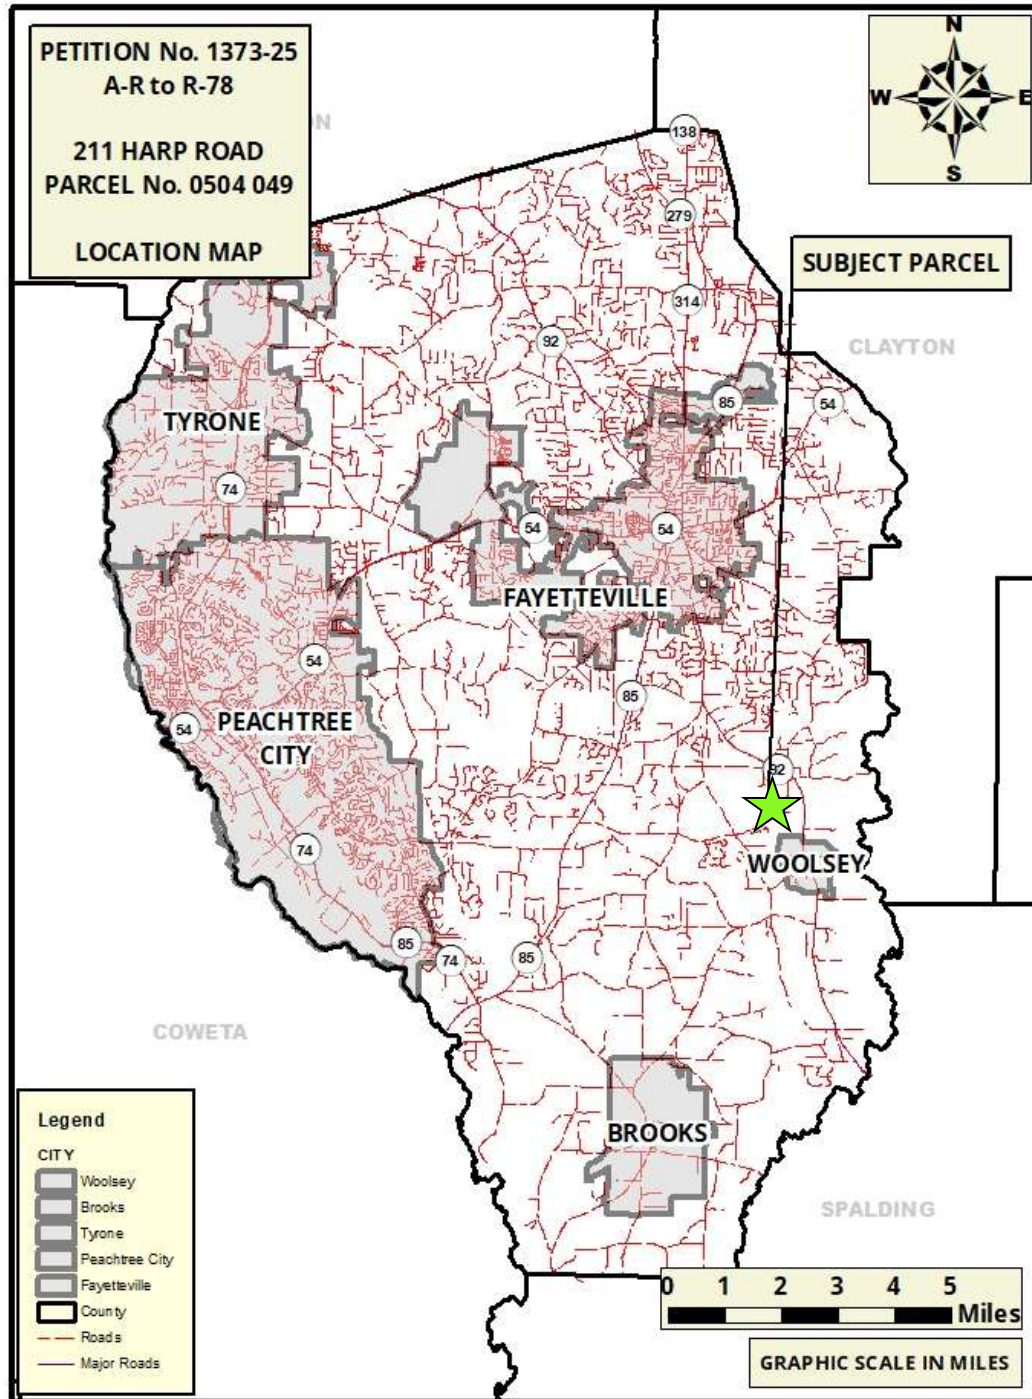 PETITION No. 1373-25
A-R to R-78
211 HARP ROAD
PARCEL No. 0504 049
LOCATION MAP
N
W
E
S
ON
138
279
SUBJECT PARCEL
314
92
CLAYTON
85
54
TYRONE
74
54
54
FAYETTEVILLE
54
85
54
PEACHTREE
CITY
92
74
WOOLSEY
85
74
85
COWETA
BROOKS
SPALDING
Legend
CITY
Woolsey
Brooks
Tyrone
Peachtree City
Fayetteville
County
Roads
Major Roads
0 1 2 3 4 5
Miles
GRAPHIC SCALE IN MILES